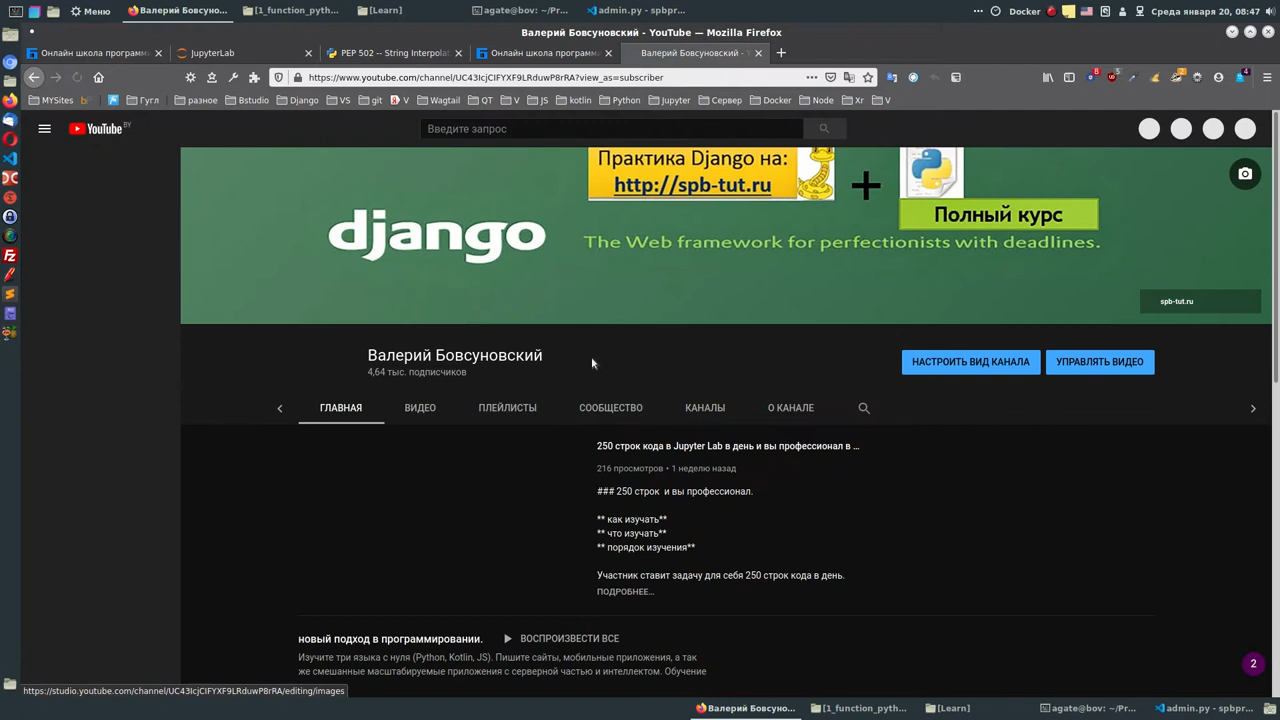 Меню
Валерий Бовсуно...
[1_function_pyth...
[Learn]
agate@bov: ~/Pr...
admin.py - spbpr...
Docker
Среда января 20, 08:47
Валерий Бовсуновский - YouTube — Mozilla Firefox
Онлайн школа программ
JupyterLab
PEP 502 -- String Interpolat
Онлайн школа программ
Валерий Бовсуновский - Y
https://www.youtube.com/channel/UC43IcjCIFYXF9LRduwP8rRA?view_as=subscriber
MYSites
Гугл
разное
Bstudio
Django
VS
git
V
Wagtail
QT
V
JS
kotlin
Python
Jupyter
Сервер
Docker
Node
Xr
V
YouTube BY
Введите запрос
Практика Django на:
http://spb-tut.ru
+
Полный курс
django
The Web framework for perfectionists with deadlines.
spb-tut.ru
Валерий Бовсуновский
4,64 тыс. подписчиков
НАСТРОИТЬ ВИД КАНАЛА
УПРАВЛЯТЬ ВИДЕО
ГЛАВНАЯ
ВИДЕО
ПЛЕЙЛИСТЫ
СООБЩЕСТВО
КАНАЛЫ
О КАНАЛЕ
250 строк кода в Jupyter Lab в день и вы профессионал в ...
216 просмотров • 1 неделю назад
### 250 строк и вы профессионал.
** как изучать**
** что изучать**
** порядок изучения**
Участник ставит задачу для себя 250 строк кода в день.
ПОДРОБНЕЕ...
новый подход в программировании.
ВОСПРОИЗВЕСТИ ВСЕ
Изучите три языка с нуля (Python, Kotlin, JS). Пишите сайты, мобильные приложения, а так
же смешанные масштабируемые приложения с серверной частью и интеллектом. Обучение
2
https://studio.youtube.com/channel/UC43IcjCIFYXF9LRduwP8rRA/editing/images
Валерий Бовсуно...
[1_function_pyth...
[Learn]
agate@bov: ~/Pr...
admin.py - spbpr...